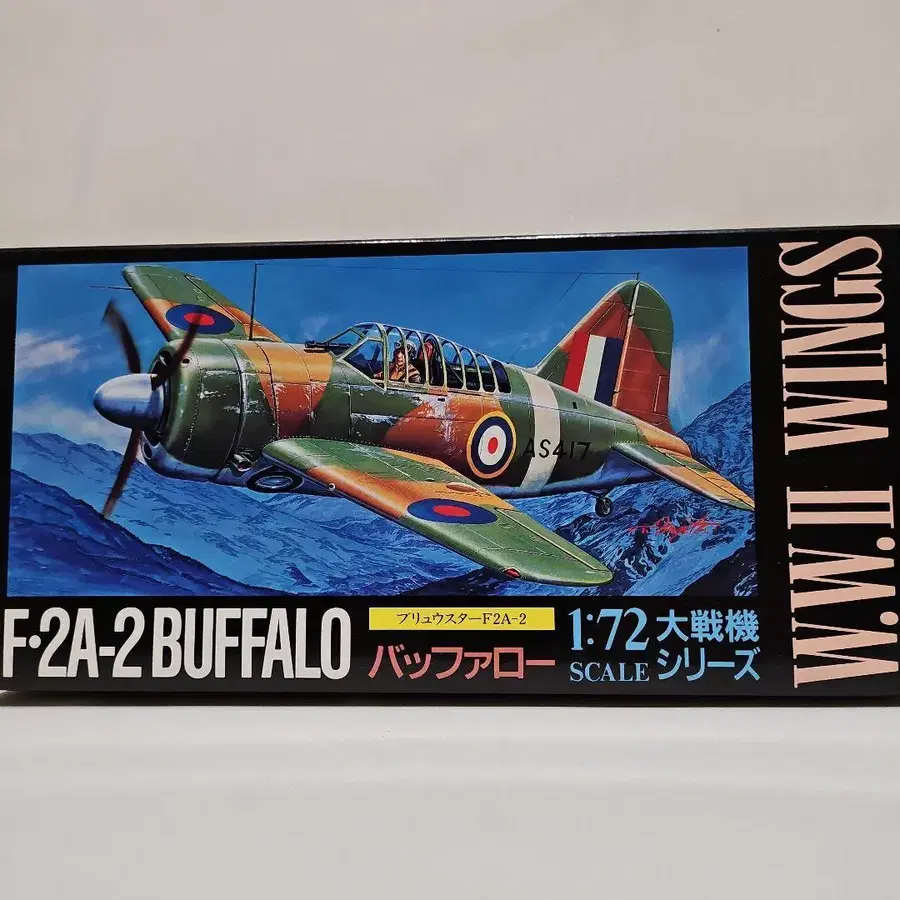 AS417
F·2A-2 BUFFALO
ブリュウスターF2A-2
バッファロー
1:72
SCALE
大戦機
シリーズ
W.W.II WINGS